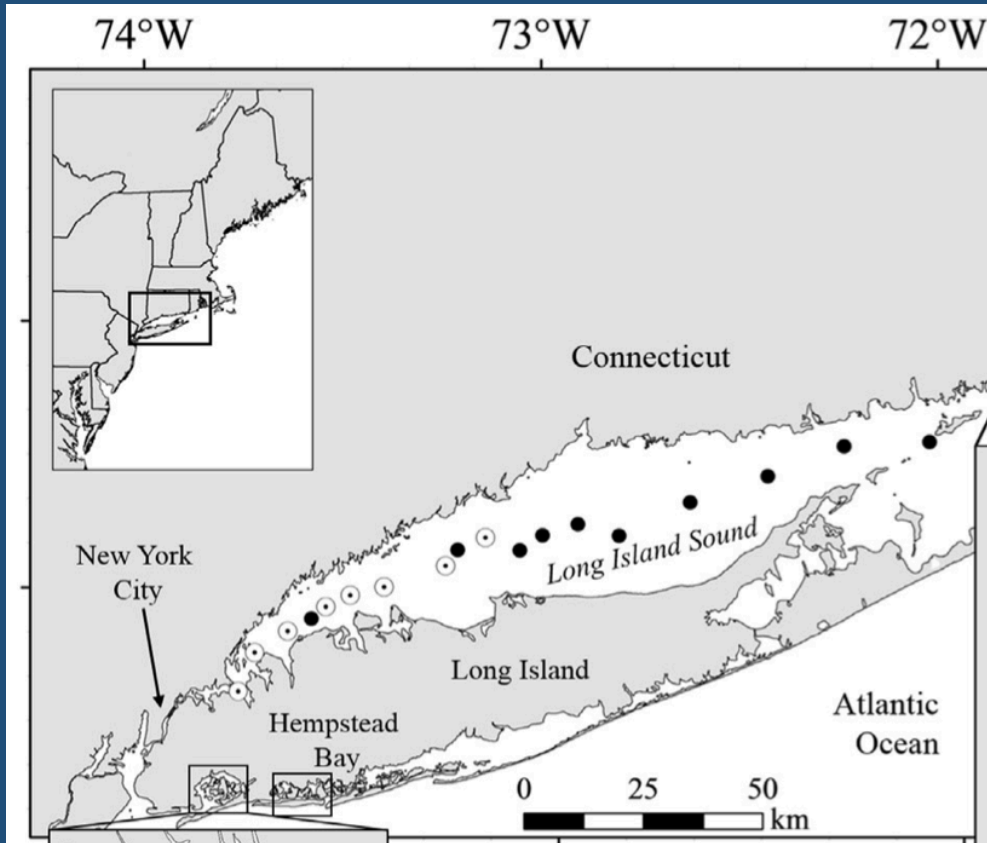 74°W
73°W
72°W
Connecticut
New York
City
Long Island Sound
Long Island
Hempstead
Bay
Atlantic
Ocean
0
25
50
km